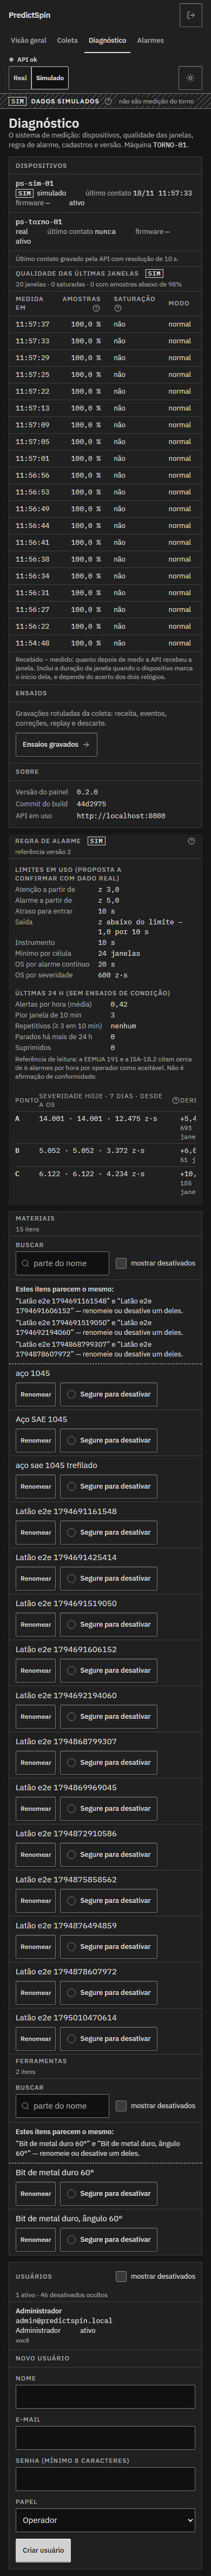 PredictSpin
Visão geral Coleta Diagnóstico Alarmes
API ok
Real Simulado
SIM DADOS SIMULADOS não são medição do torno
Diagnóstico
O sistema de medição: dispositivos, qualidade das janelas,
regra de alarme, cadastros e versão. Máquina TORNO-01.
DISPOSITIVOS
ps-sim-01
SIM simulado último contato 18/11 11:57:33
firmware — ativo
ps-torno-01
real último contato nunca firmware —
ativo
Último contato gravado pela API com resolução de 10 s.
QUALIDADE DAS ÚLTIMAS JANELAS SIM
20 janelas · 0 saturadas · 0 com amostras abaixo de 98%
MEDIDA EM AMOSTRAS SATURAÇÃO MODO
11:57:37 100,0 % não normal
11:57:33 100,0 % não normal
11:57:29 100,0 % não normal
11:57:25 100,0 % não normal
11:57:22 100,0 % não normal
11:57:13 100,0 % não normal
11:57:09 100,0 % não normal
11:57:05 100,0 % não normal
11:57:01 100,0 % não normal
11:56:56 100,0 % não normal
11:56:53 100,0 % não normal
11:56:49 100,0 % não normal
11:56:44 100,0 % não normal
11:56:41 100,0 % não normal
11:56:38 100,0 % não normal
11:56:34 100,0 % não normal
11:56:31 100,0 % não normal
11:56:27 100,0 % não normal
11:56:22 100,0 % não normal
11:54:48 100,0 % não normal
Recebido − medido: quanto depois de medir a API recebeu a
janela. Inclui a duração da janela quando o dispositivo marca
o início dela, e depende do acerto dos dois relógios.
ENSAIOS
Gravações rotuladas da coleta: receita, eventos,
correções, replay e descarte.
Ensaios gravados →
SOBRE
Versão do painel 0.2.0
Commit do build 44d2975
API em uso http://localhost:8080
REGRA DE ALARME SIM
referência versão 2
LIMITES EM USO (PROPOSTA A
CONFIRMAR COM DADO REAL)
Atenção a partir de z 3,0
Alarme a partir de z 5,0
Atraso para entrar 10 s
Saída z abaixo do limite −
1,0 por 10 s
Instrumento 10 s
Mínimo por célula 24 janelas
OS por alarme contínuo 20 s
OS por severidade 600 z·s
ÚLTIMAS 24 H (SEM ENSAIOS DE CONDIÇÃO)
Alertas por hora (média) 0,42
Pior janela de 10 min 3
Repetitivos (≥ 3 em 10 min) nenhum
Parados há mais de 24 h 0
Suprimidos 0
Referência de leitura: a EEMUA 191 e a ISA-18.2 citam cerca
de 6 alarmes por hora por operador como aceitável. Não é
afirmação de conformidade.
PONTO SEVERIDADE HOJE · 7 DIAS · DESDE
A OS DERI
A 14.001 · 14.001 · 12.475 z·s +5,4
693
jane
B 5.052 · 5.052 · 3.372 z·s
51 j
C 6.122 · 6.122 · 4.234 z·s +10,
185
jane
MATERIAIS
15 itens
BUSCAR
parte do nome mostrar desativados
Estes itens parecem o mesmo:
“Latão e2e 1794691161548” e “Latão e2e
1794691606152” — renomeie ou desative um deles.
“Latão e2e 1794691519050” e “Latão e2e
1794692194060” — renomeie ou desative um deles.
“Latão e2e 1794868799307” e “Latão e2e
1794878607972” — renomeie ou desative um deles.
aço 1045
Renomear Segure para desativar
Aço SAE 1045
Renomear Segure para desativar
aço sae 1045 trefilado
Renomear Segure para desativar
Latão e2e 1794691161548
Renomear Segure para desativar
Latão e2e 1794691425414
Renomear Segure para desativar
Latão e2e 1794691519050
Renomear Segure para desativar
Latão e2e 1794691606152
Renomear Segure para desativar
Latão e2e 1794692194060
Renomear Segure para desativar
Latão e2e 1794868799307
Renomear Segure para desativar
Latão e2e 1794869969045
Renomear Segure para desativar
Latão e2e 1794872910586
Renomear Segure para desativar
Latão e2e 1794875858562
Renomear Segure para desativar
Latão e2e 1794876494859
Renomear Segure para desativar
Latão e2e 1794878607972
Renomear Segure para desativar
Latão e2e 1795010470614
Renomear Segure para desativar
FERRAMENTAS
2 itens
BUSCAR
parte do nome mostrar desativados
Estes itens parecem o mesmo:
“Bit de metal duro 60°” e “Bit de metal duro, ângulo
60°” — renomeie ou desative um deles.
Bit de metal duro 60°
Renomear Segure para desativar
Bit de metal duro, ângulo 60°
Renomear Segure para desativar
USUÁRIOS mostrar desativados
1 ativo · 46 desativados ocultos
Administrador
admin@predictspin.local
Administrador ativo
você
NOVO USUÁRIO
NOME
E-MAIL
SENHA (MÍNIMO 8 CARACTERES)
PAPEL
Operador
Criar usuário